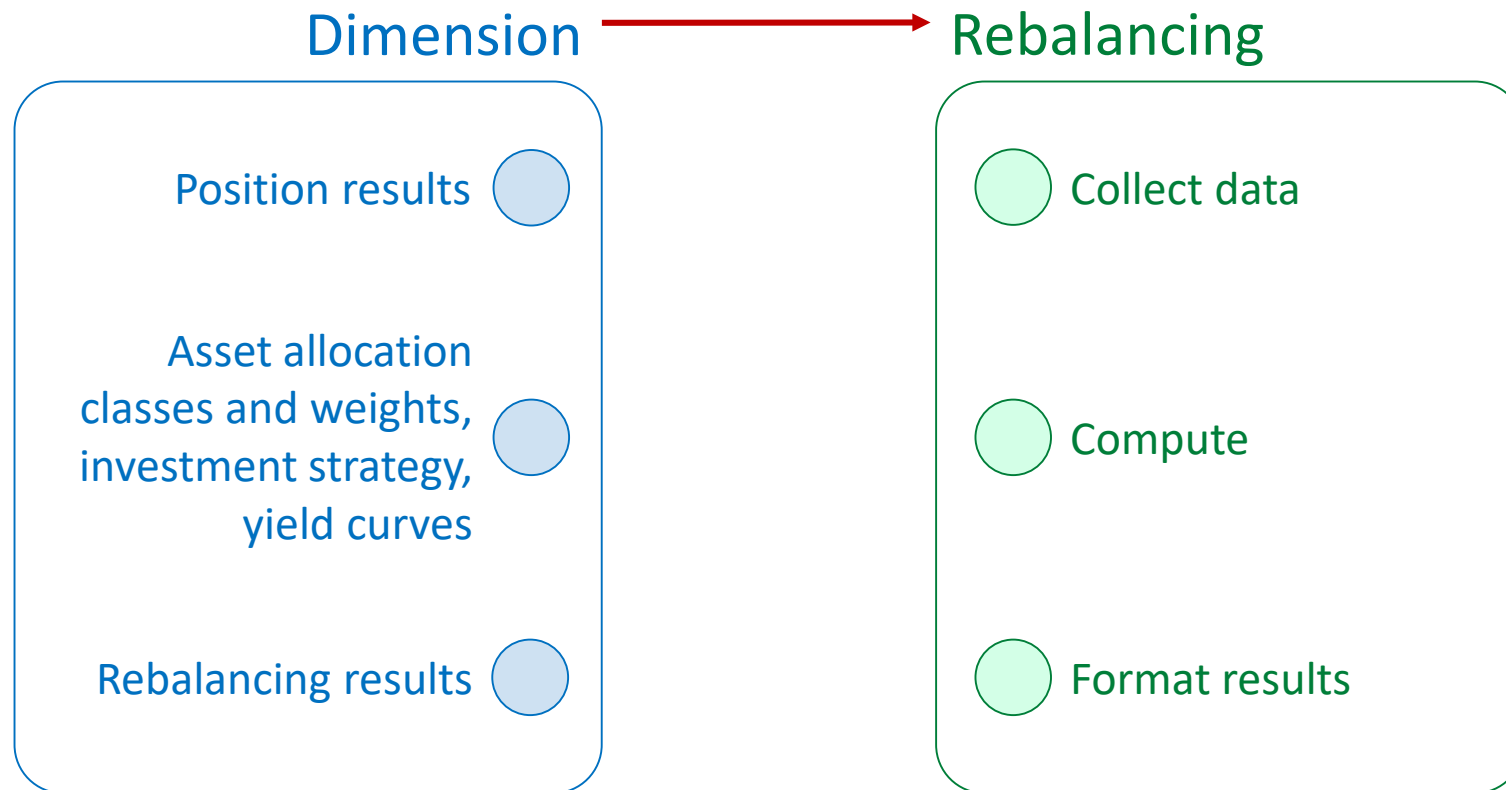 Dimension
Rebalancing
Position results
Collect data
Asset allocation
classes and weights,
investment strategy,
yield curves
Compute
Rebalancing results
Format results